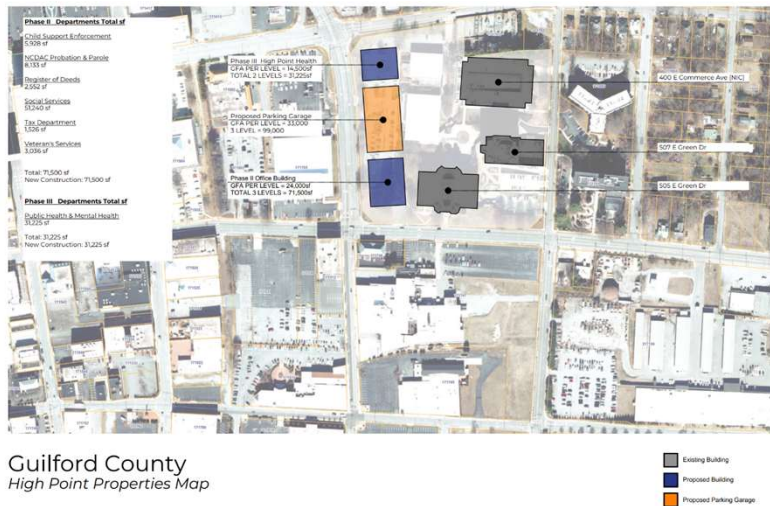 Phase II Departments Total sf
Child Support Enforcement
5,928 sf
NCDAC Probation & Parole
8,133 sf
Register of Deeds
2,552 sf
Social Services
53,240 sf
Tax Department
1,526 sf
Veteran's Services
3,036 sf
Total: 71,500 sf
New Construction: 71,500 sf
Phase III Departments Total sf
Public Health & Mental Health
31,225 sf
Total: 31,225 sf
New Construction: 31,225 sf
Phase III High Point Health
GFA PER LEVEL = 14,500sf
TOTAL 2 LEVELS = 31,225sf
Proposed Parking Garage
GFA PER LEVEL = 33,000
3 LEVEL = 99,000
Phase II Office Building
GFA PER LEVEL = 24,000sf
TOTAL 3 LEVELS = 71,500sf
400 E Commerce Ave [NIC]
507 E Green Dr
505 E Green Dr
Guilford County
High Point Properties Map
Existing Building
Proposed Building
Proposed Parking Garage